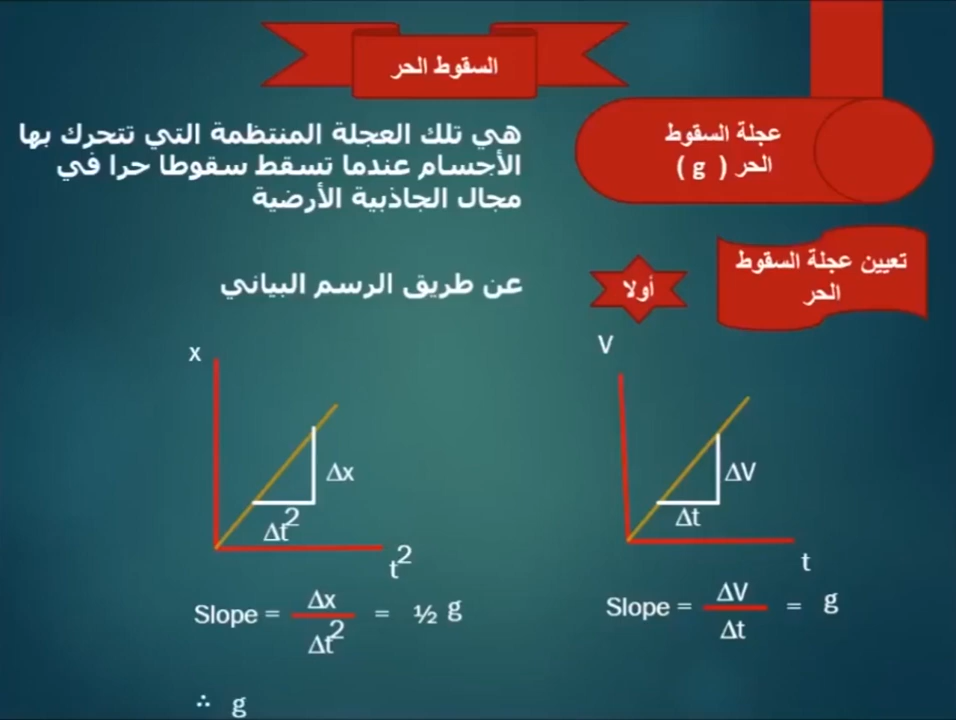 السقوط الحر
عجلة السقوط
الحر ( g )
هي تلك العجلة المنتظمة التي تتحرك بها
الأجسام عندما تسقط سقوطا حرا في
مجال الجاذبية الأرضية
تعيين عجلة السقوط
الحر
أولا
عن طريق الرسم البياني
V
ΔV
Δt
t
Slope = ΔV / Δt = g
x
Δx
Δt²
t²
Slope = Δx / Δt² = ½ g
∴ g